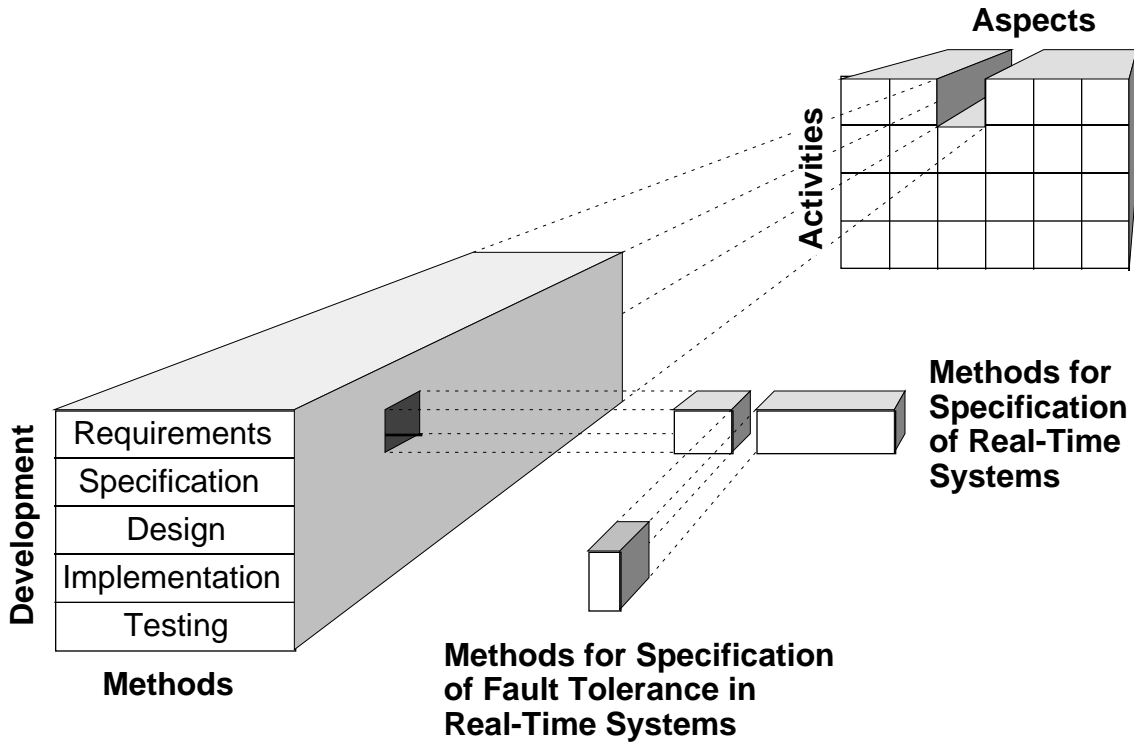 Aspects
Activities
Development
Requirements
Specification
Design
Implementation
Testing
Methods
Methods for
Specification
of Real-Time
Systems
Methods for Specification
of Fault Tolerance in
Real-Time Systems